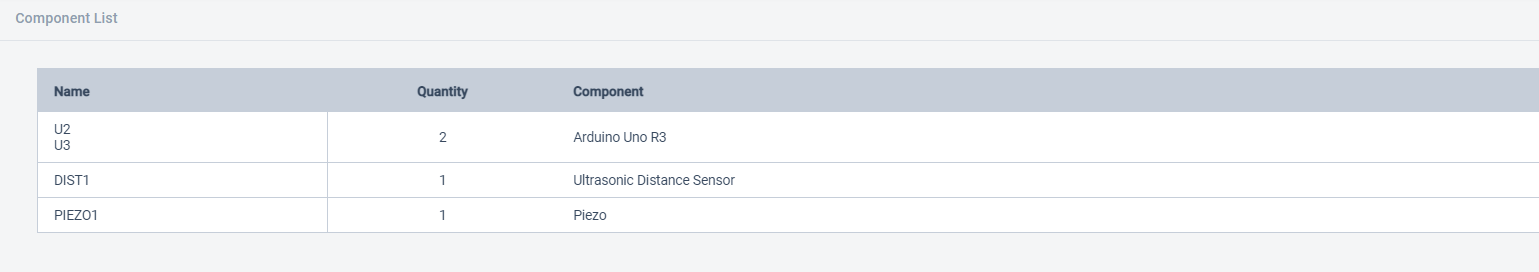 Component List
Name Quantity Component
U2
U3 2 Arduino Uno R3
DIST1 1 Ultrasonic Distance Sensor
PIEZO1 1 Piezo